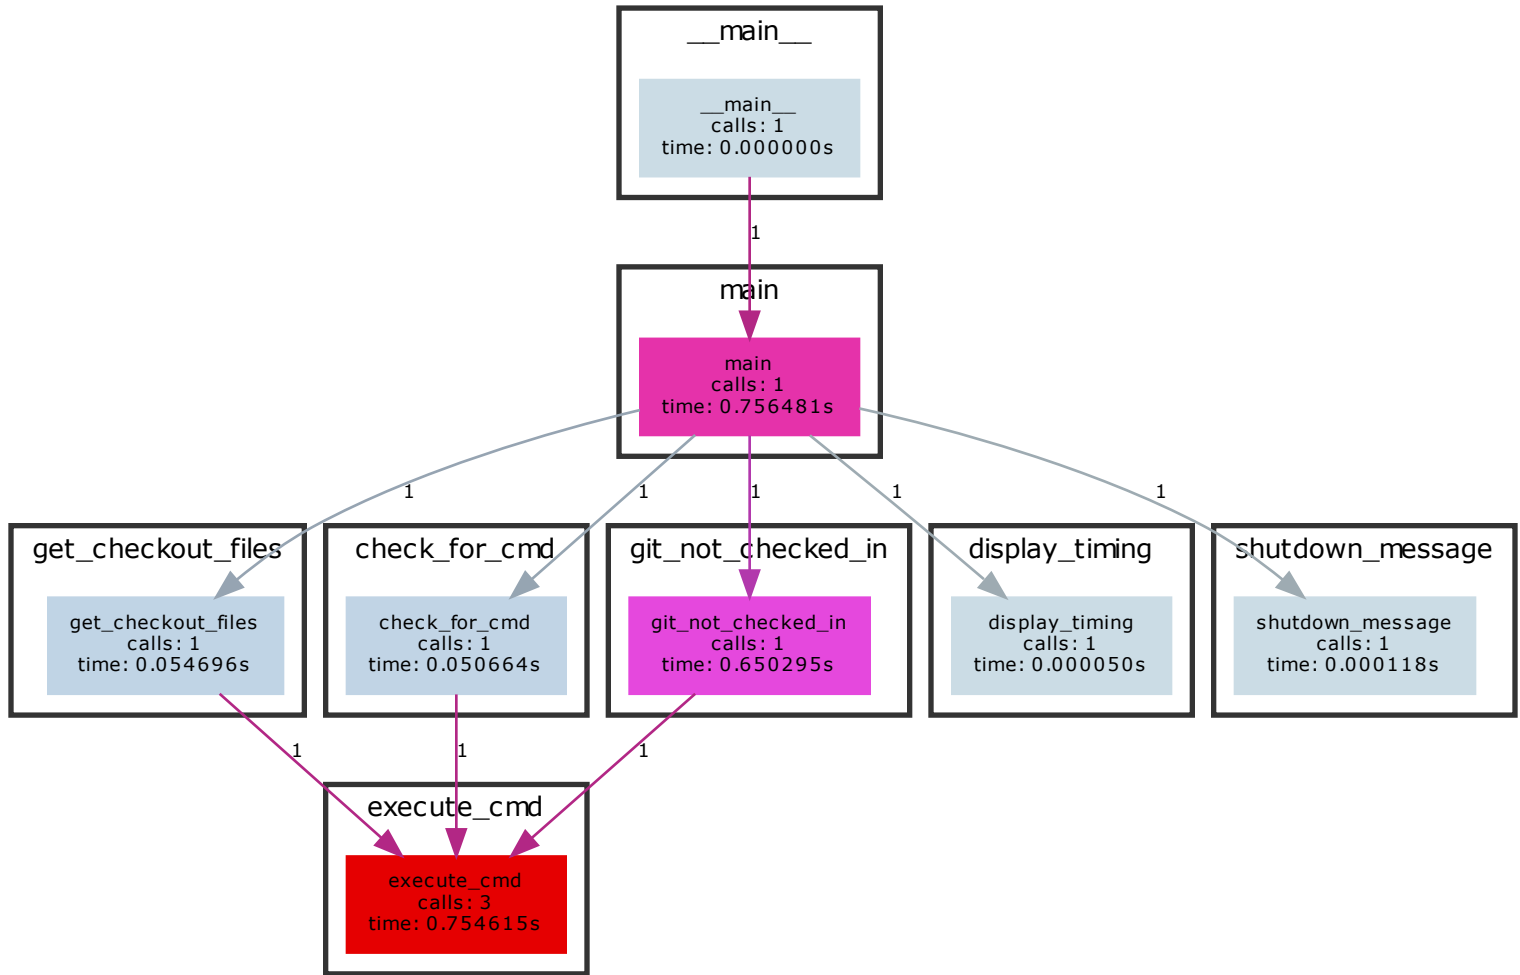 __main__
__main__
calls: 1
time: 0.000000s
1
main
main
calls: 1
time: 0.756481s
1
1
1
1
1
get_checkout_files
get_checkout_files
calls: 1
time: 0.054696s
check_for_cmd
check_for_cmd
calls: 1
time: 0.050664s
git_not_checked_in
git_not_checked_in
calls: 1
time: 0.650295s
display_timing
display_timing
calls: 1
time: 0.000050s
shutdown_message
shutdown_message
calls: 1
time: 0.000118s
1
1
1
execute_cmd
execute_cmd
calls: 3
time: 0.754615s